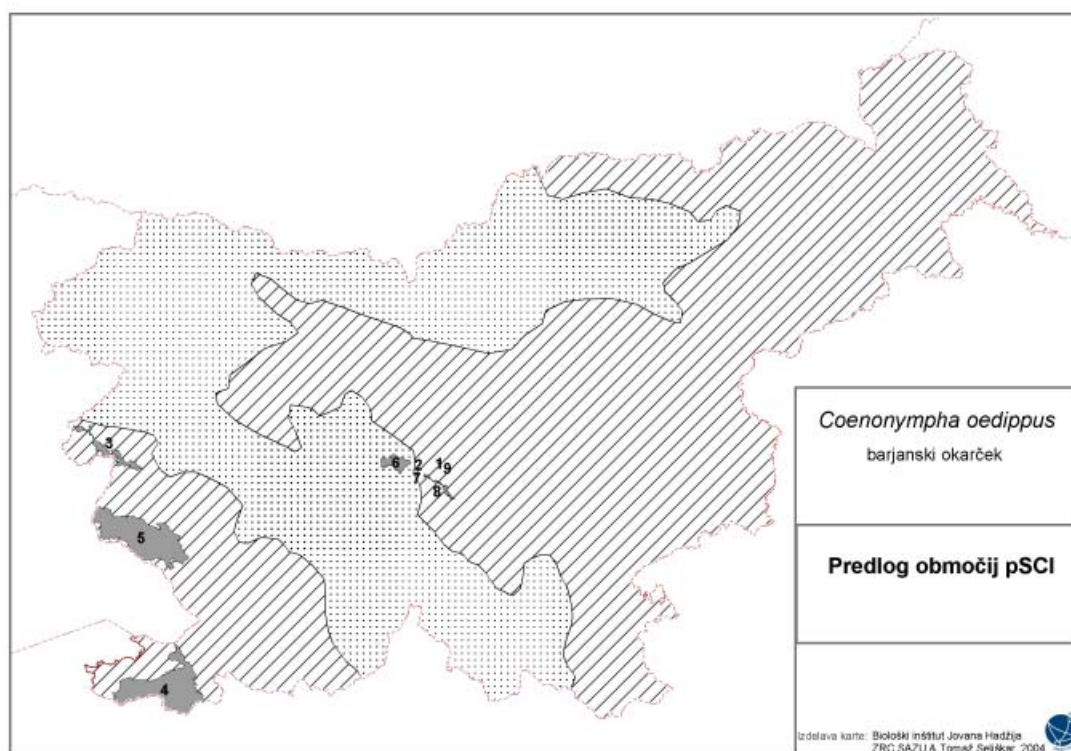 3
6
2
1
9
7
8
5
4
Coenonympha oedippus
barjanski okarček
Predlog območij pSCI
Izdelava karte: Biološki inštitut Jovana Hadžija
ZRC SAZU & Tomaž Seliškar, 2004